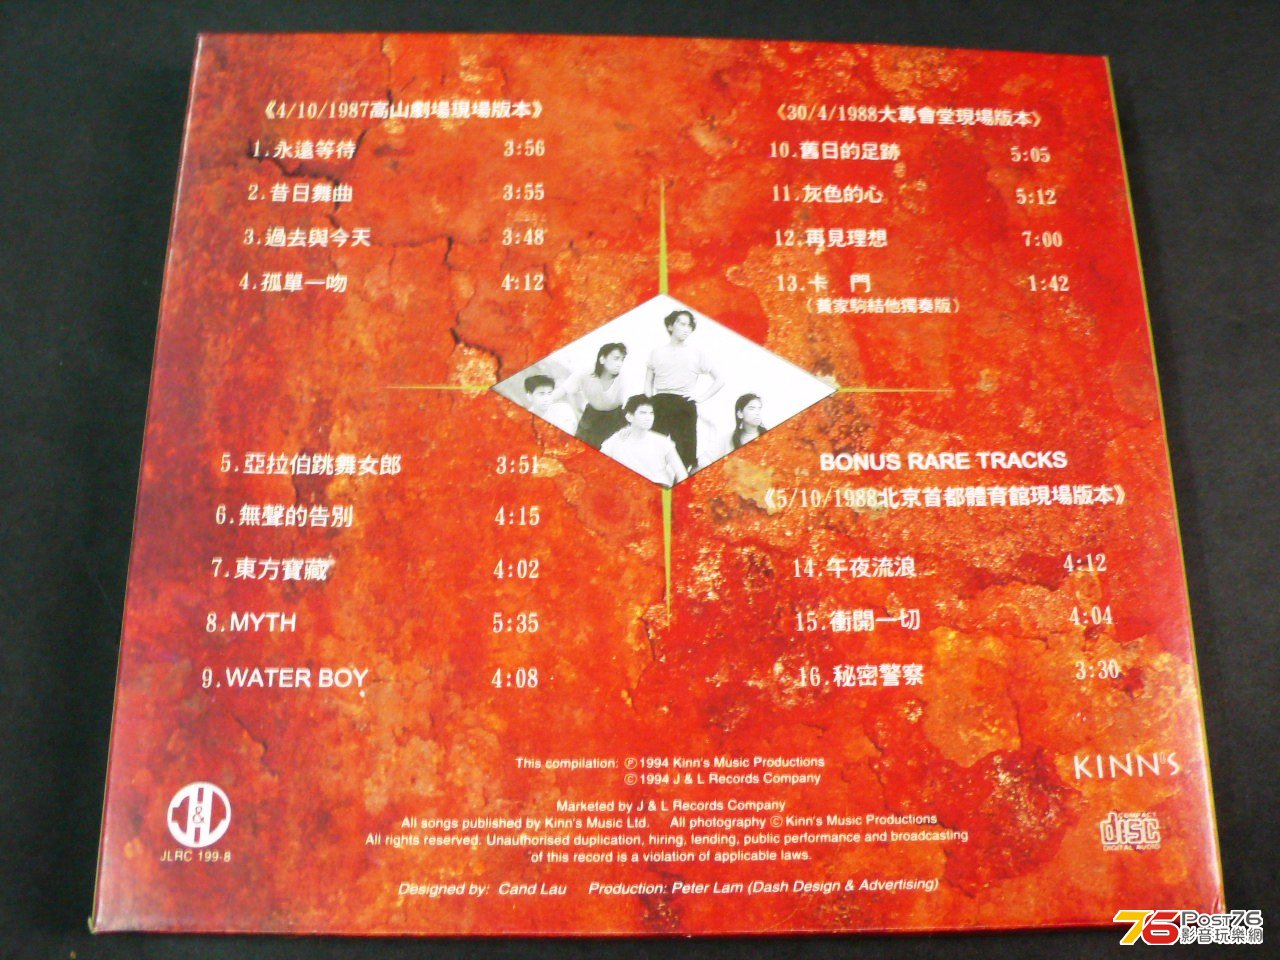 《4/10/1987高山劇場現場版本》
1.永遠等待 3:56
2.昔日舞曲 3:55
3.過去與今天 3:48
4.孤單一吻 4:12
5.亞拉伯跳舞女郎 3:51
6.無聲的告別 4:15
7.東方寶藏 4:02
8.MYTH 5:35
9.WATER BOY 4:08
《30/4/1988大專會堂現場版本》
10.舊日的足跡 5:05
11.灰色的心 5:12
12.再見理想 7:00
13.卡 門 1:42
(黃家駒結他獨奏版)
BONUS RARE TRACKS
《5/10/1988北京首都體育館現場版本》
14.午夜流浪 4:12
15.衝開一切 4:04
16.秘密警察 3:30
This compilation: Ⓟ1994 Kinn's Music Productions
©1994 J & L Records Company
Marketed by J & L Records Company
All songs published by Kinn's Music Ltd. All photography © Kinn's Music Productions
All rights reserved. Unauthorised duplication, hiring, lending, public performance and broadcasting
of this record is a violation of applicable laws.
Designed by: Cand Lau Production: Peter Lam (Dash Design & Advertising)
J&L
JLRC 199-8
KINN'S
COMPACT
disc
DIGITAL AUDIO
76 Post76
影音玩樂網